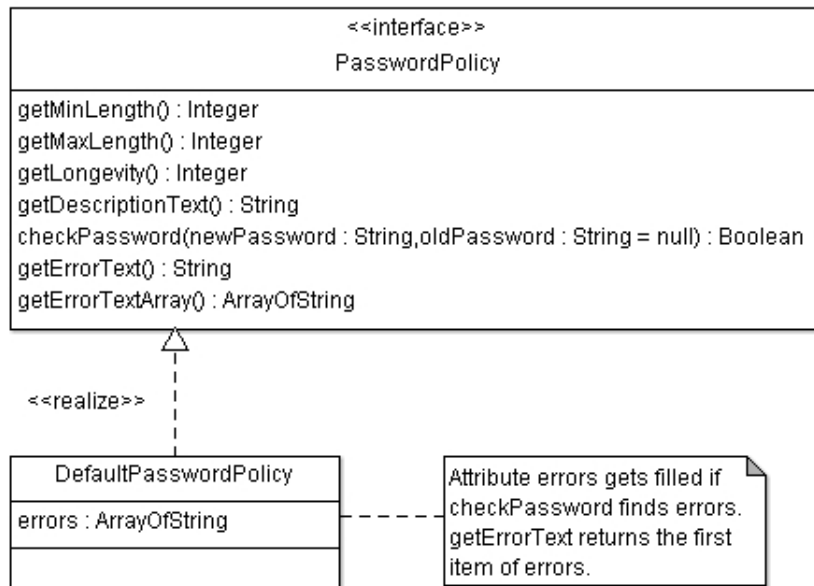 <<interface>>
PasswordPolicy
getMinLength() : Integer
getMaxLength() : Integer
getLongevity() : Integer
getDescriptionText() : String
checkPassword(newPassword : String,oldPassword : String = null) : Boolean
getErrorText() : String
getErrorTextArray() : ArrayOfString
<<realize>>
DefaultPasswordPolicy
errors : ArrayOfString
Attribute errors gets filled if
checkPassword finds errors.
getErrorText returns the first
item of errors.